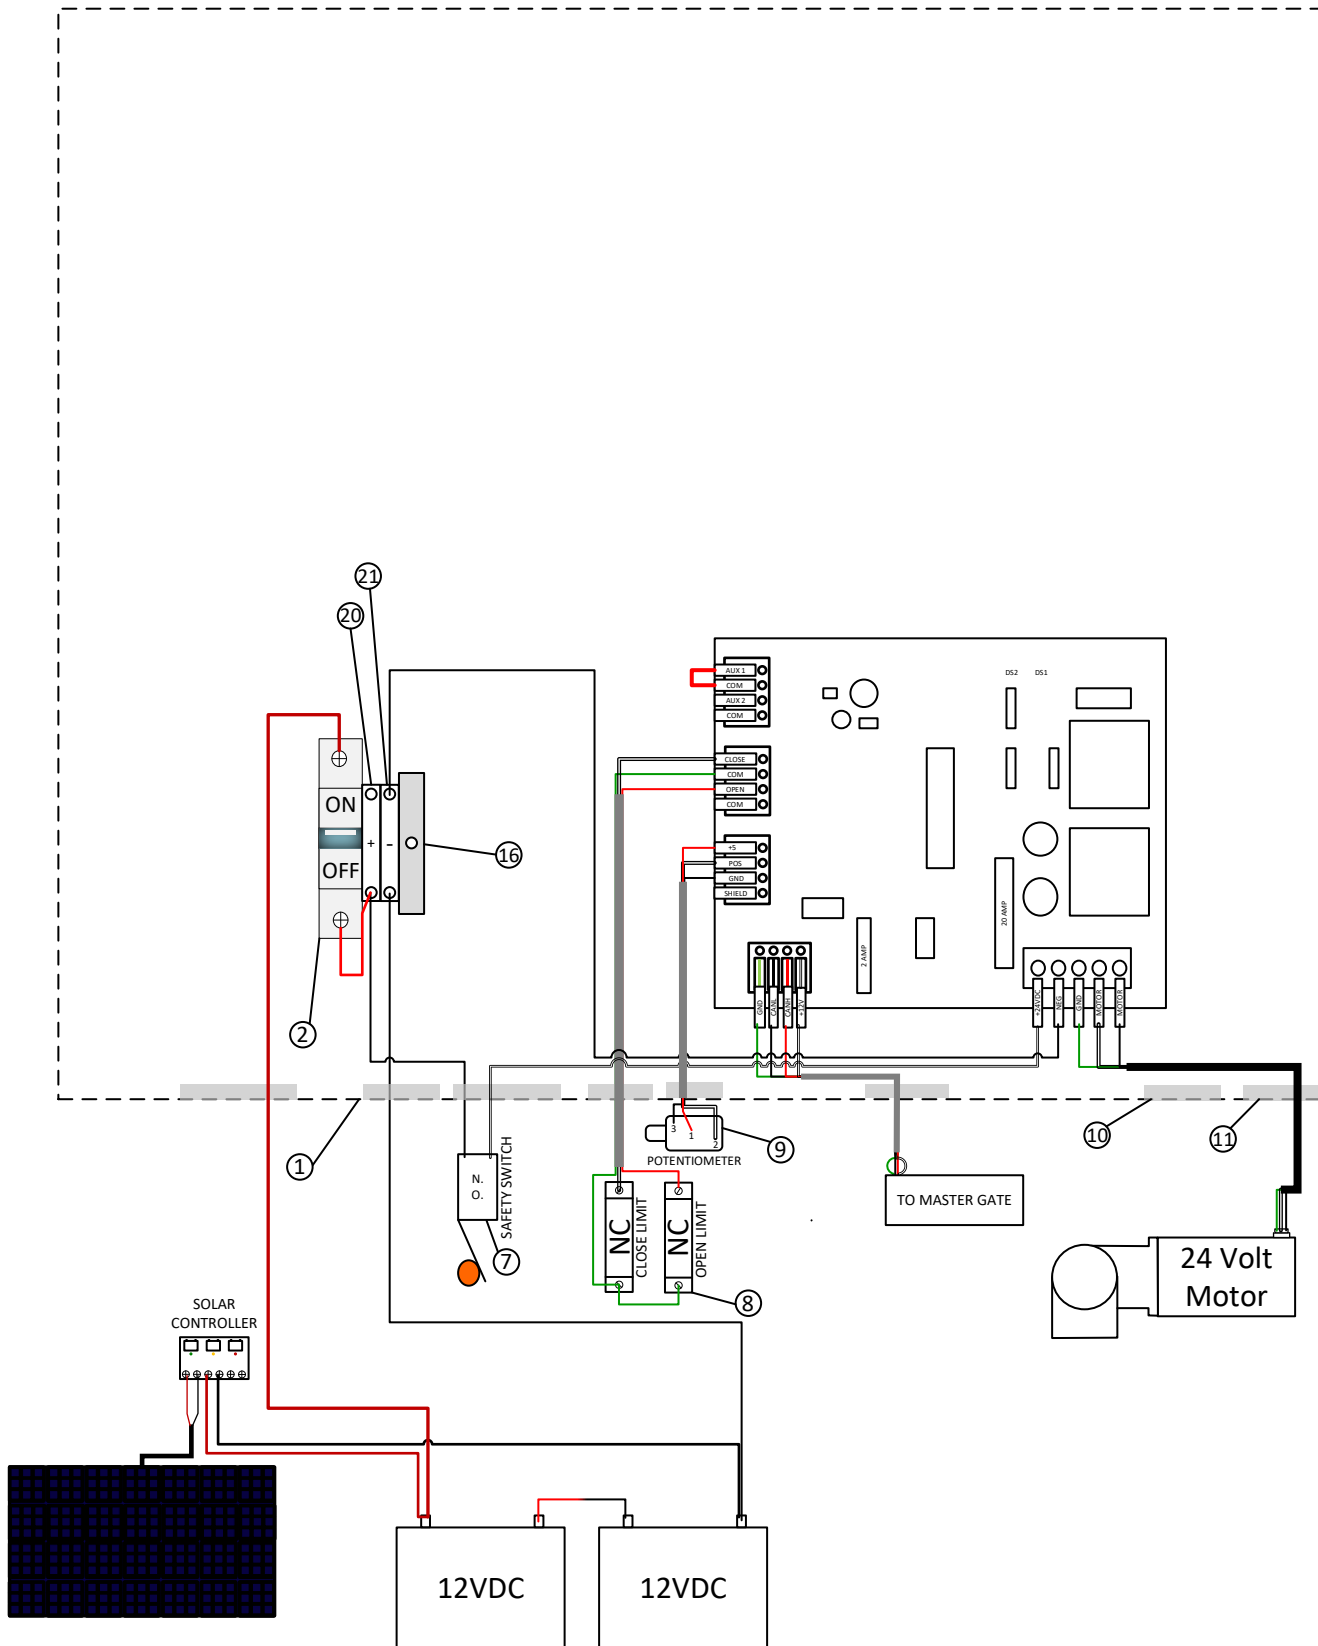 21
20
ON
+
-
OFF
16
2
AUX 1
COM
AUX 2
COM
CLOSE
COM
OPEN
COM
+5
POS
GND
SHIELD
DS2 DS1
2 AMP
20 AMP
GND
CANL
CANH
+12V
+24VDC
NEG
GND
MOTOR
MOTOR
1
3
1
2
9
POTENTIOMETER
10
11
N.
O.
SAFETY SWITCH
7
NC
CLOSE LIMIT
NC
OPEN LIMIT
8
TO MASTER GATE
24 Volt
Motor
SOLAR
CONTROLLER
12VDC
12VDC